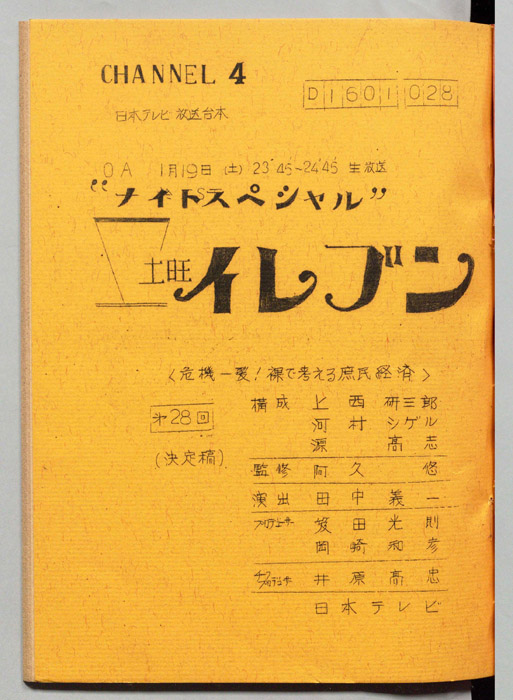 CHANNEL 4
D1601028
日本テレビ 放送台本
OA 1月19日(土) 23°45~24°45 生放送
“ナイトスペシャル”
土旺イレブン
〈危機一髪！裸で考える庶民経済〉
第28回
(決定稿)
構成 上西研三郎
河村シゲル
源高志
監修 阿久悠
演出 田中義一
プロデューサー 笈田光則
岡崎和彦
チーフプロデューサー 井原高忠
日本テレビ